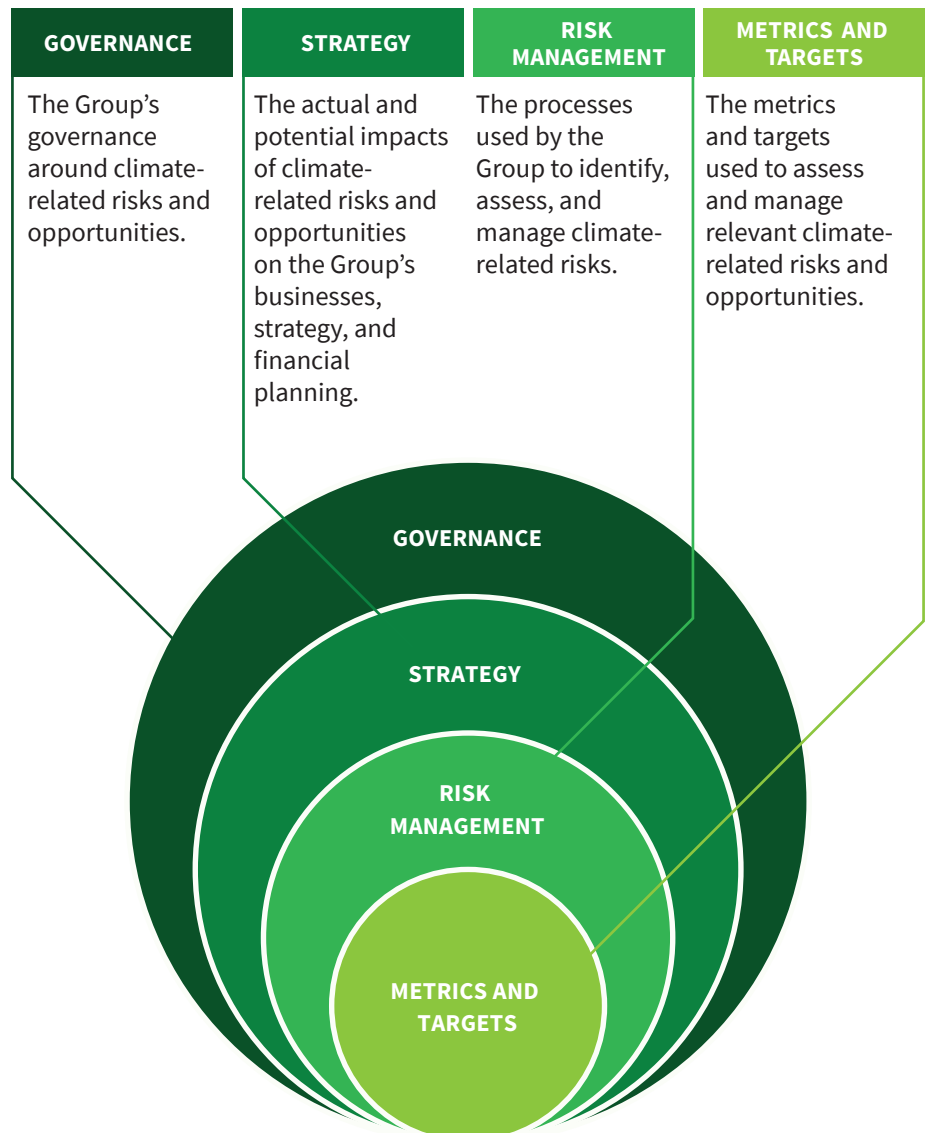 GOVERNANCE
The Group's
governance
around climate-
related risks and
opportunities.
STRATEGY
The actual and
potential impacts
of climate-
related risks and
opportunities
on the Group's
businesses,
strategy, and
financial
planning.
RISK
MANAGEMENT
The processes
used by the
Group to identify,
assess, and
manage climate-
related risks.
METRICS AND
TARGETS
The metrics
and targets
used to assess
and manage
relevant climate-
related risks and
opportunities.
GOVERNANCE
STRATEGY
RISK
MANAGEMENT
METRICS AND
TARGETS